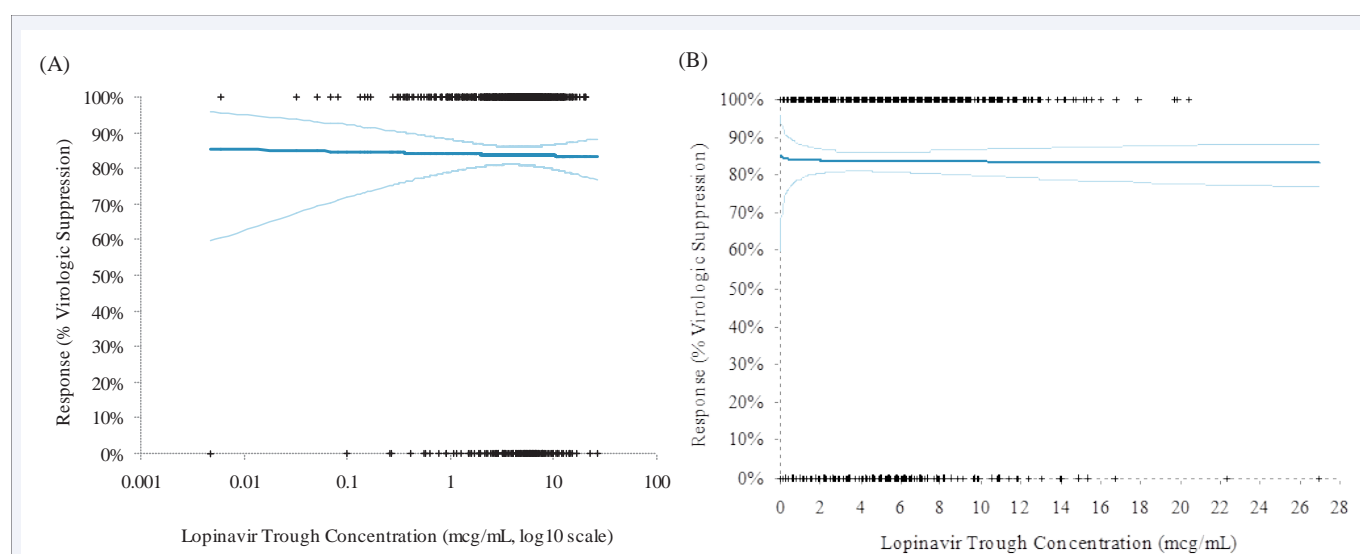 (A)
100%
90%
80%
70%
60%
50%
40%
30%
20%
10%
0%
Response (% Virologic Suppression)
0.001 0.01 0.1 1 10 100
Lopinavir Trough Concentration (mcg/mL, log10 scale)
(B)
100%
90%
80%
70%
60%
50%
40%
30%
20%
10%
0%
Response (% Virologic Suppression)
0 2 4 6 8 10 12 14 16 18 20 22 24 26 28
Lopinavir Trough Concentration (mcg/mL)